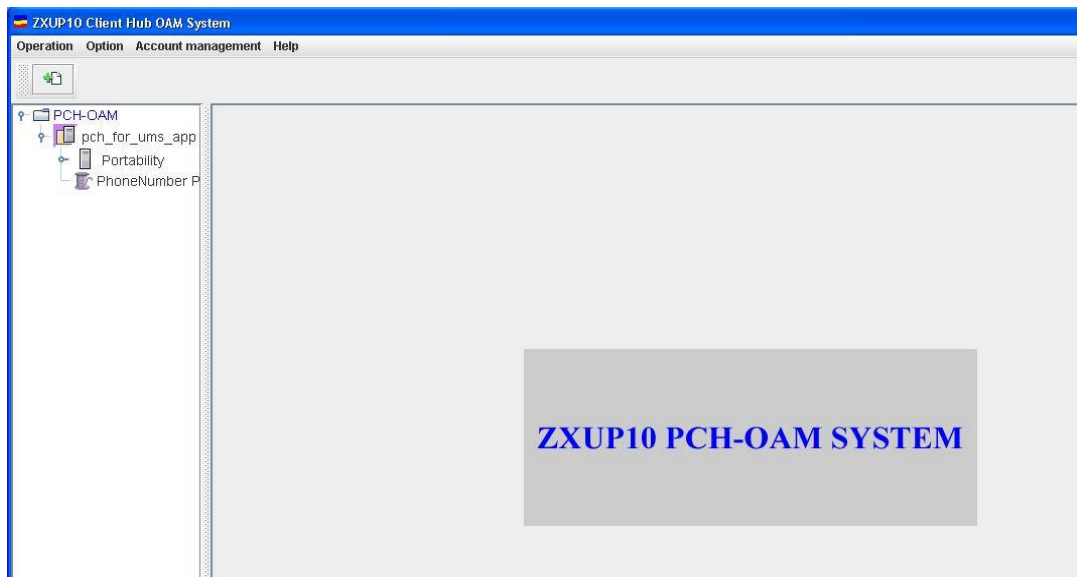 ZXUP10 Client Hub OAM System
Operation Option Account management Help
PCH-OAM
pch_for_ums_app
Portability
PhoneNumber P
ZXUP10 PCH-OAM SYSTEM